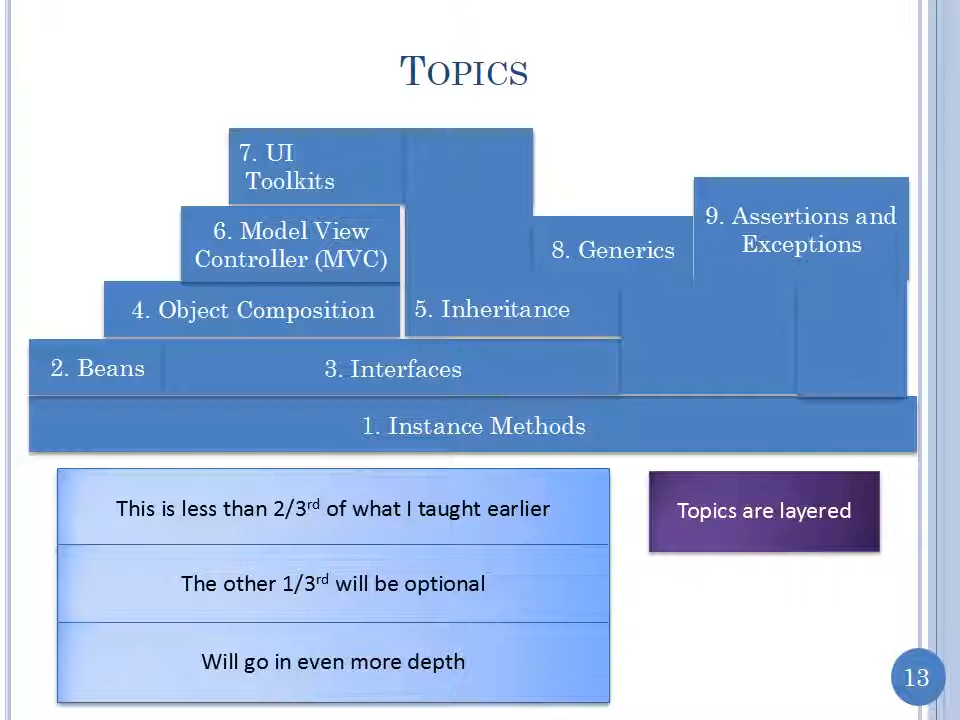 TOPICS
7. UI
Toolkits
6. Model View
Controller (MVC)
9. Assertions and
Exceptions
8. Generics
4. Object Composition
5. Inheritance
2. Beans
3. Interfaces
1. Instance Methods
This is less than 2/3rd of what I taught earlier
Topics are layered
The other 1/3rd will be optional
Will go in even more depth
13